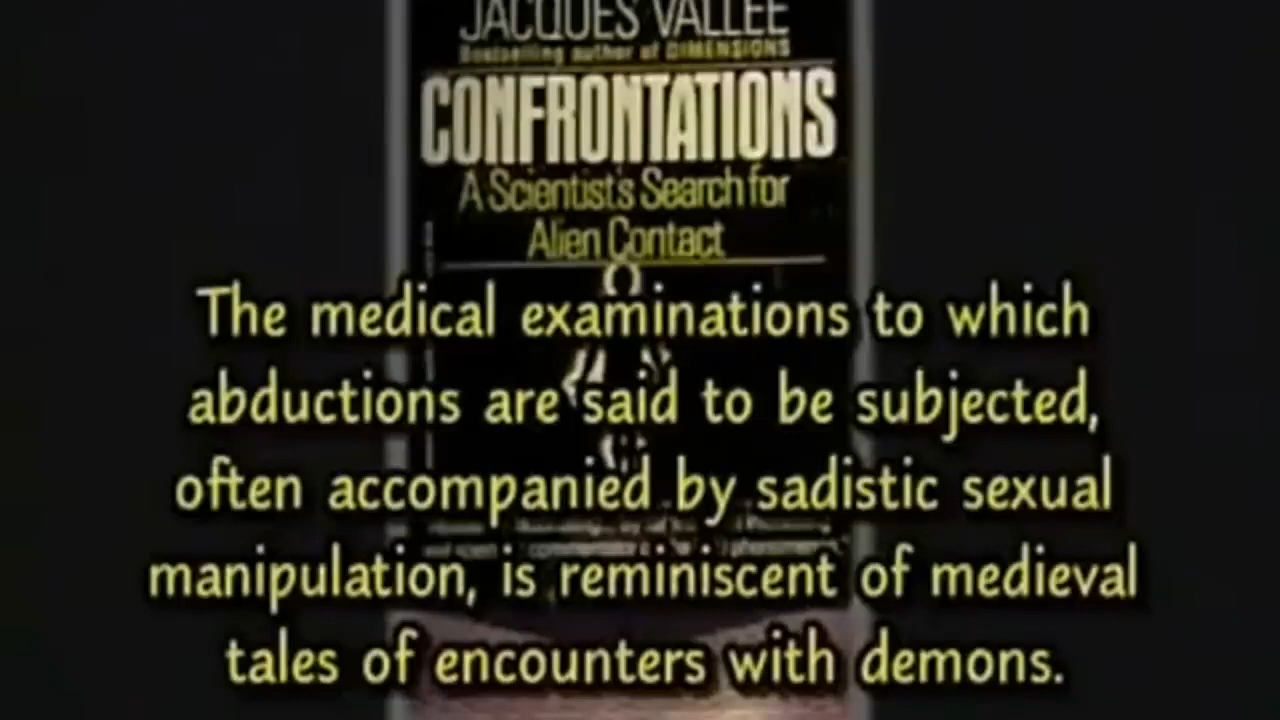 JACQUES VALLEE
Bestselling author of DIMENSIONS
CONFRONTATIONS
A Scientist's Search for
Alien Contact
The medical examinations to which
abductions are said to be subjected,
often accompanied by sadistic sexual
manipulation, is reminiscent of medieval
tales of encounters with demons.